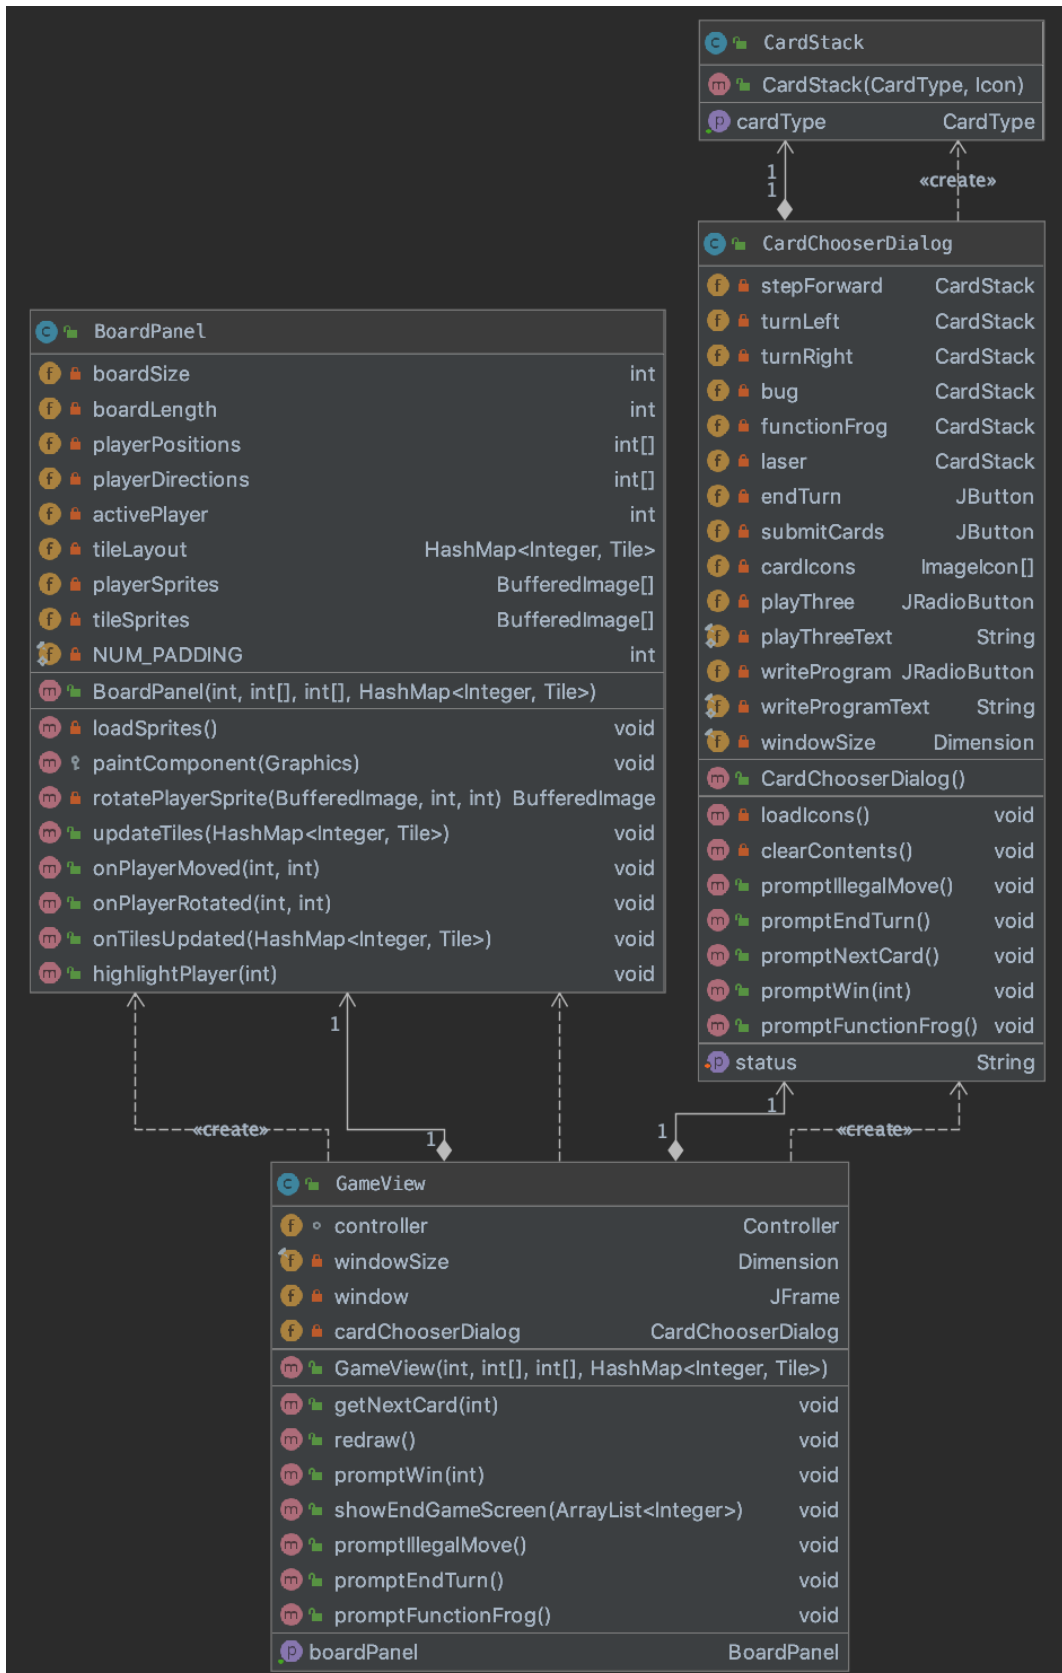 CardStack
CardStack(CardType, Icon)
cardType CardType
1
1
«create»
CardChooserDialog
stepForward CardStack
turnLeft CardStack
turnRight CardStack
bug CardStack
functionFrog CardStack
laser CardStack
endTurn JButton
submitCards JButton
cardIcons ImageIcon[]
playThree JRadioButton
playThreeText String
writeProgram JRadioButton
writeProgramText String
windowSize Dimension
CardChooserDialog()
loadIcons() void
clearContents() void
promptIllegalMove() void
promptEndTurn() void
promptNextCard() void
promptWin(int) void
promptFunctionFrog() void
status String
BoardPanel
boardSize int
boardLength int
playerPositions int[]
playerDirections int[]
activePlayer int
tileLayout HashMap<Integer, Tile>
playerSprites BufferedImage[]
tileSprites BufferedImage[]
NUM_PADDING int
BoardPanel(int, int[], int[], HashMap<Integer, Tile>)
loadSprites() void
paintComponent(Graphics) void
rotatePlayerSprite(BufferedImage, int, int) BufferedImage
updateTiles(HashMap<Integer, Tile>) void
onPlayerMoved(int, int) void
onPlayerRotated(int, int) void
onTilesUpdated(HashMap<Integer, Tile>) void
highlightPlayer(int) void
1
1
«create»
1
1
«create»
GameView
controller Controller
windowSize Dimension
window JFrame
cardChooserDialog CardChooserDialog
GameView(int, int[], int[], HashMap<Integer, Tile>)
getNextCard(int) void
redraw() void
promptWin(int) void
showEndGameScreen(ArrayList<Integer>) void
promptIllegalMove() void
promptEndTurn() void
promptFunctionFrog() void
boardPanel BoardPanel